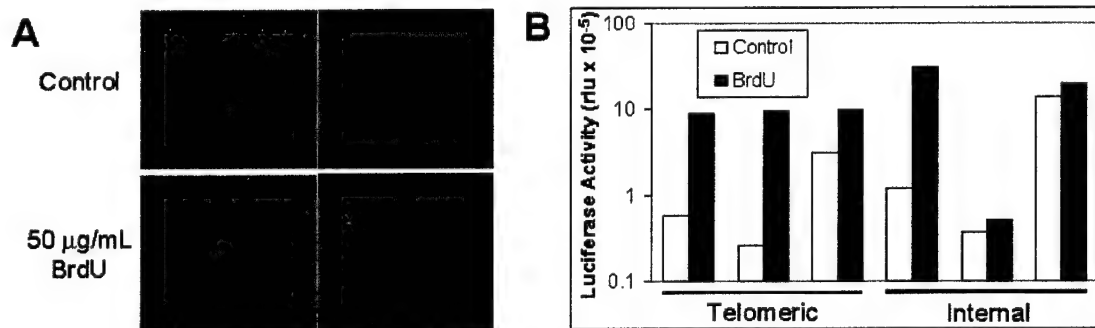 A
Control
50 µg/mL
BrdU
B
Luciferase Activity (rlu x 10-5)
100
10
1
0.1
Control
BrdU
Telomeric
Internal